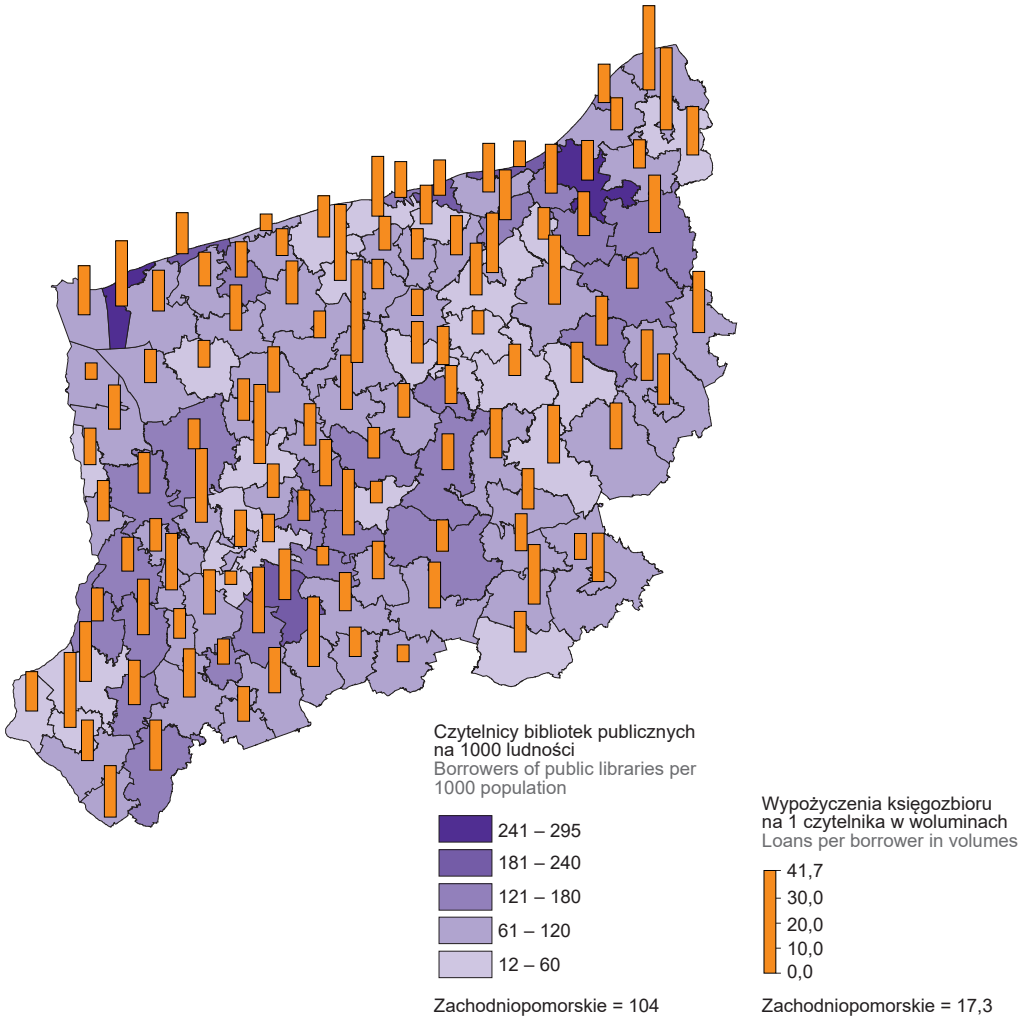 Czytelnicy bibliotek publicznych
na 1000 ludności
Borrowers of public libraries per
1000 population
241 – 295
181 – 240
121 – 180
61 – 120
12 – 60
Zachodniopomorskie = 104
Wypożyczenia księgozbioru
na 1 czytelnika w woluminach
Loans per borrower in volumes
41,7
30,0
20,0
10,0
0,0
Zachodniopomorskie = 17,3